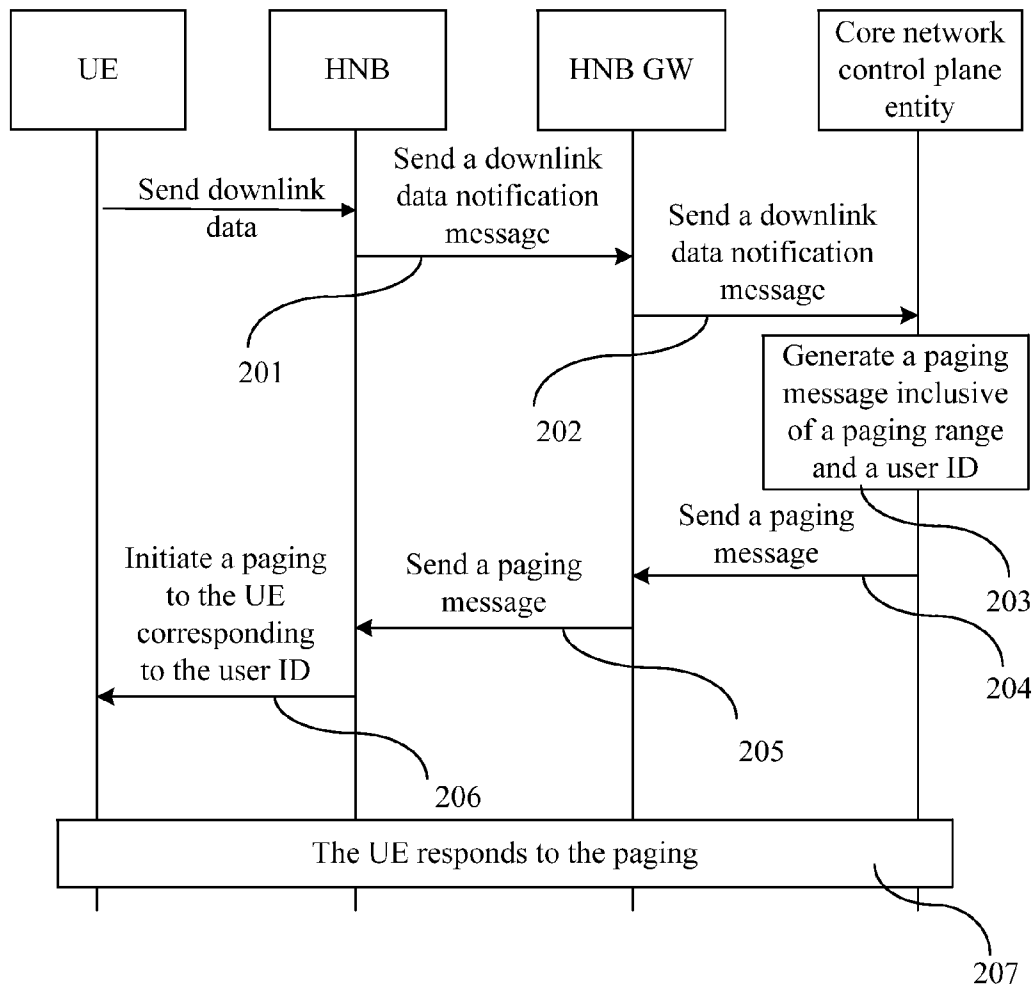 UE
HNB
HNB GW
Core network
control plane
entity
Send downlink
data
Send a downlink
data notification
message
Send a downlink
data notification
message
201
202
Generate a paging
message inclusive
of a paging range
and a user ID
203
Send a paging
message
204
Send a paging
message
205
Initiate a paging
to the UE
corresponding
to the user ID
206
The UE responds to the paging
207